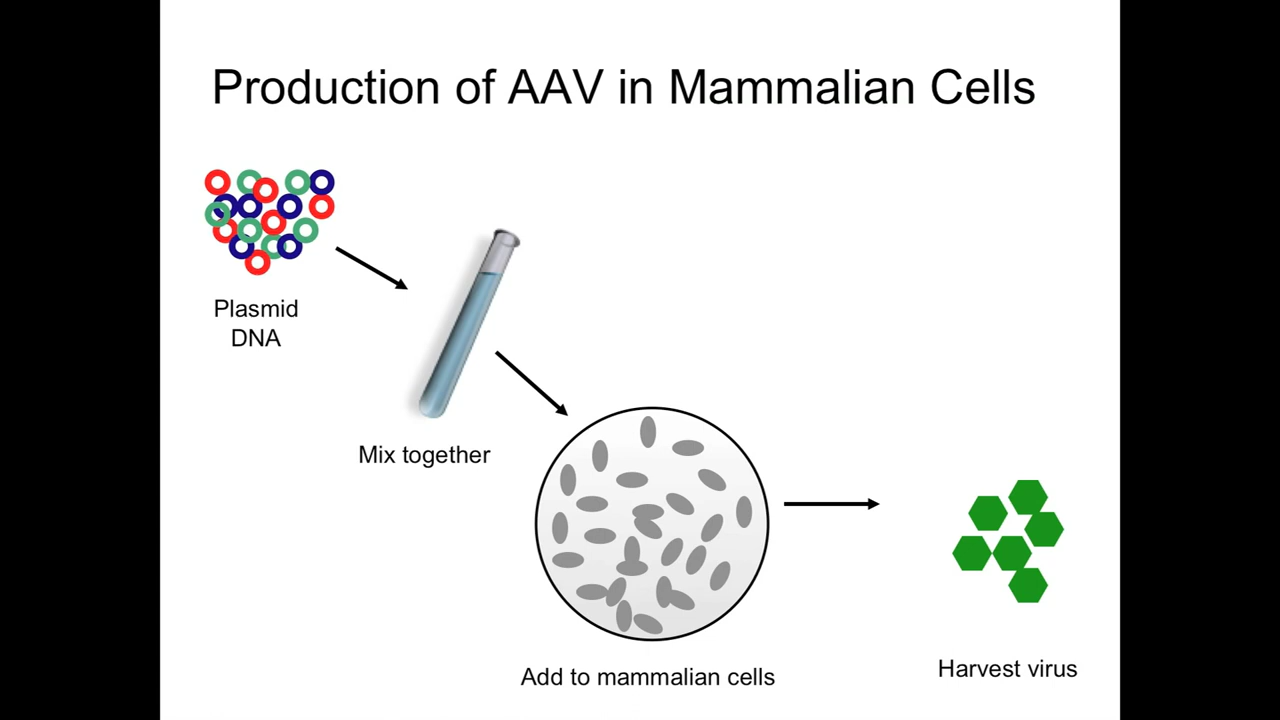 Production of AAV in Mammalian Cells
Plasmid
DNA
Mix together
Add to mammalian cells
Harvest virus